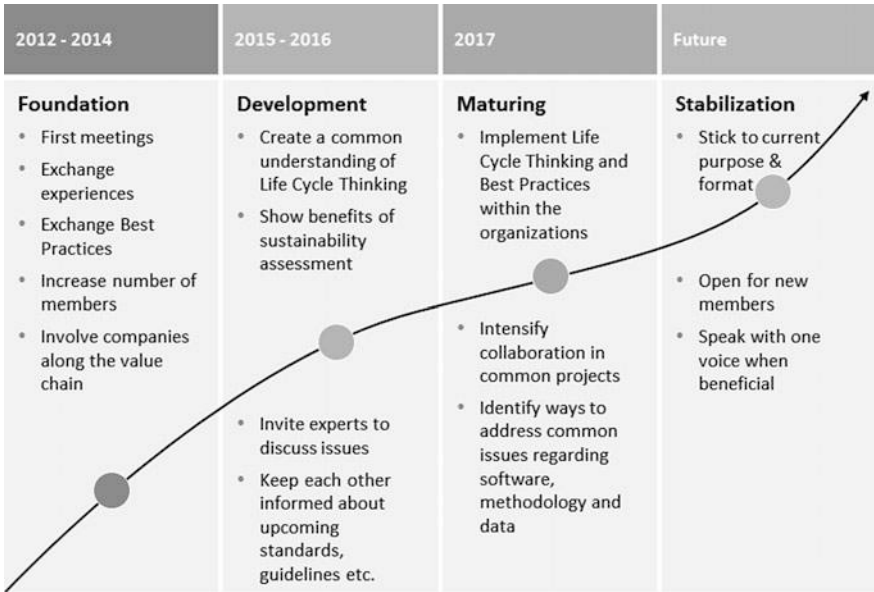 2012 - 2014
Foundation
• First meetings
• Exchange
experiences
• Exchange Best
Practices
• Increase number of
members
• Involve companies
along the value
chain
2015 - 2016
Development
• Create a common
understanding of
Life Cycle Thinking
• Show benefits of
sustainability
assessment
• Invite experts to
discuss issues
• Keep each other
informed about
upcoming
standards,
guidelines etc.
2017
Maturing
• Implement Life
Cycle Thinking and
Best Practices
within the
organizations
• Intensify
collaboration in
common projects
• Identify ways to
address common
issues regarding
software,
methodology and
data
Future
Stabilization
• Stick to current
purpose &
format
• Open for new
members
• Speak with one
voice when
beneficial